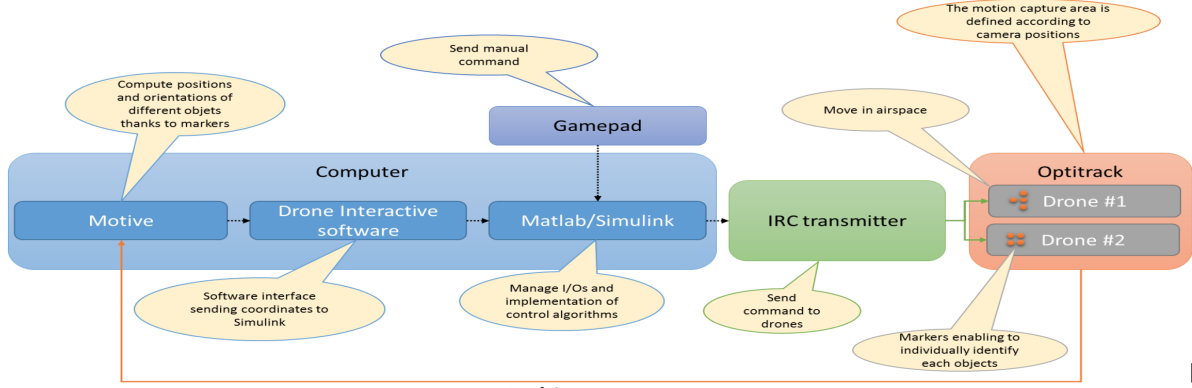 The motion capture area is
defined according to
camera positions
Send manual
command
Compute positions
and orientations of
different objets
thanks to markers
Move in airspace
Gamepad
Computer
Optitrack
Motive
Drone Interactive
software
Matlab/Simulink
IRC transmitter
Drone #1
Drone #2
Software interface
sending coordinates to
Simulink
Manage I/Os and
implementation of
control algorithms
Send
command to
drones
Markers enabling to
individually identify
each objects